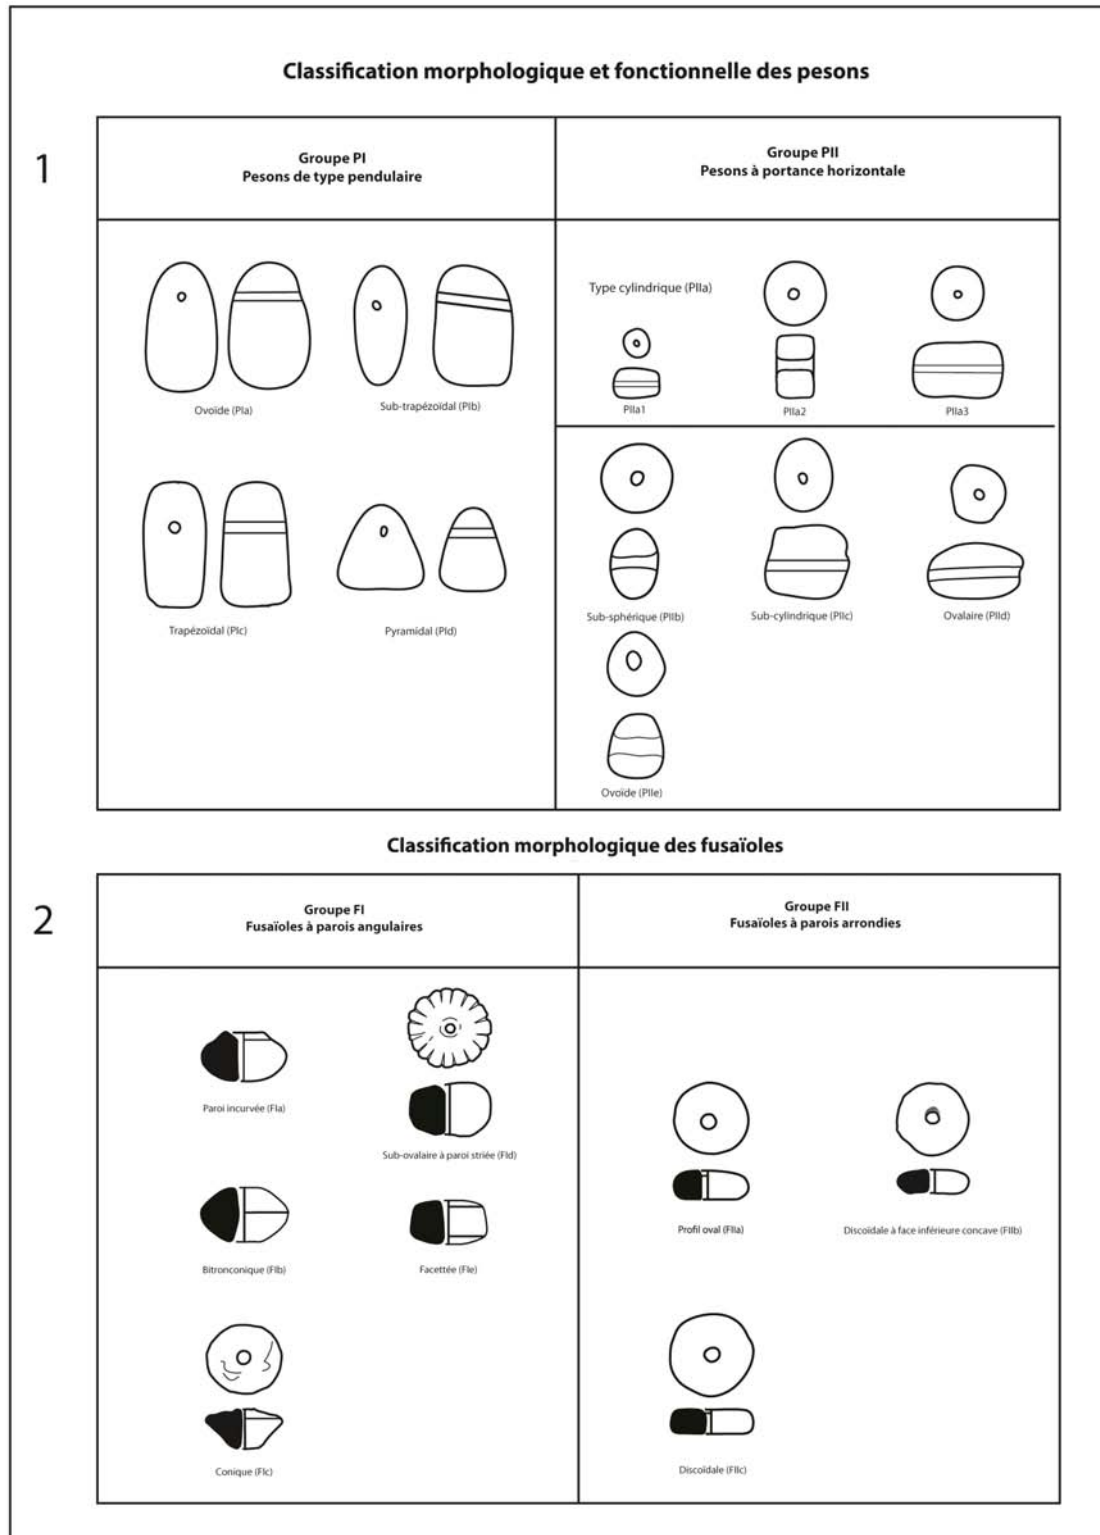 Classification morphologique et fonctionnelle des pesons
1
Groupe PI
Pesons de type pendulaire
Groupe PII
Pesons à portance horizontale
Ovoïde (PIa)
Sub-trapézoïdal (PIb)
Trapézoïdal (PIc)
Pyramidal (PId)
Type cylindrique (PIIa)
PIIa1
PIIa2
PIIa3
Sub-sphérique (PIIb)
Sub-cylindrique (PIIc)
Ovalaire (PIId)
Ovoïde (PIIe)
Classification morphologique des fusaïoles
2
Groupe FI
Fusaïoles à parois angulaires
Groupe FII
Fusaïoles à parois arrondies
Paroi incurvée (FIa)
Sub-ovalaire à paroi striée (FId)
Bitronconique (FIb)
Facettée (FIe)
Conique (FIc)
Profil oval (FIIa)
Discoïdale à face inférieure concave (FIIb)
Discoïdale (FIIc)